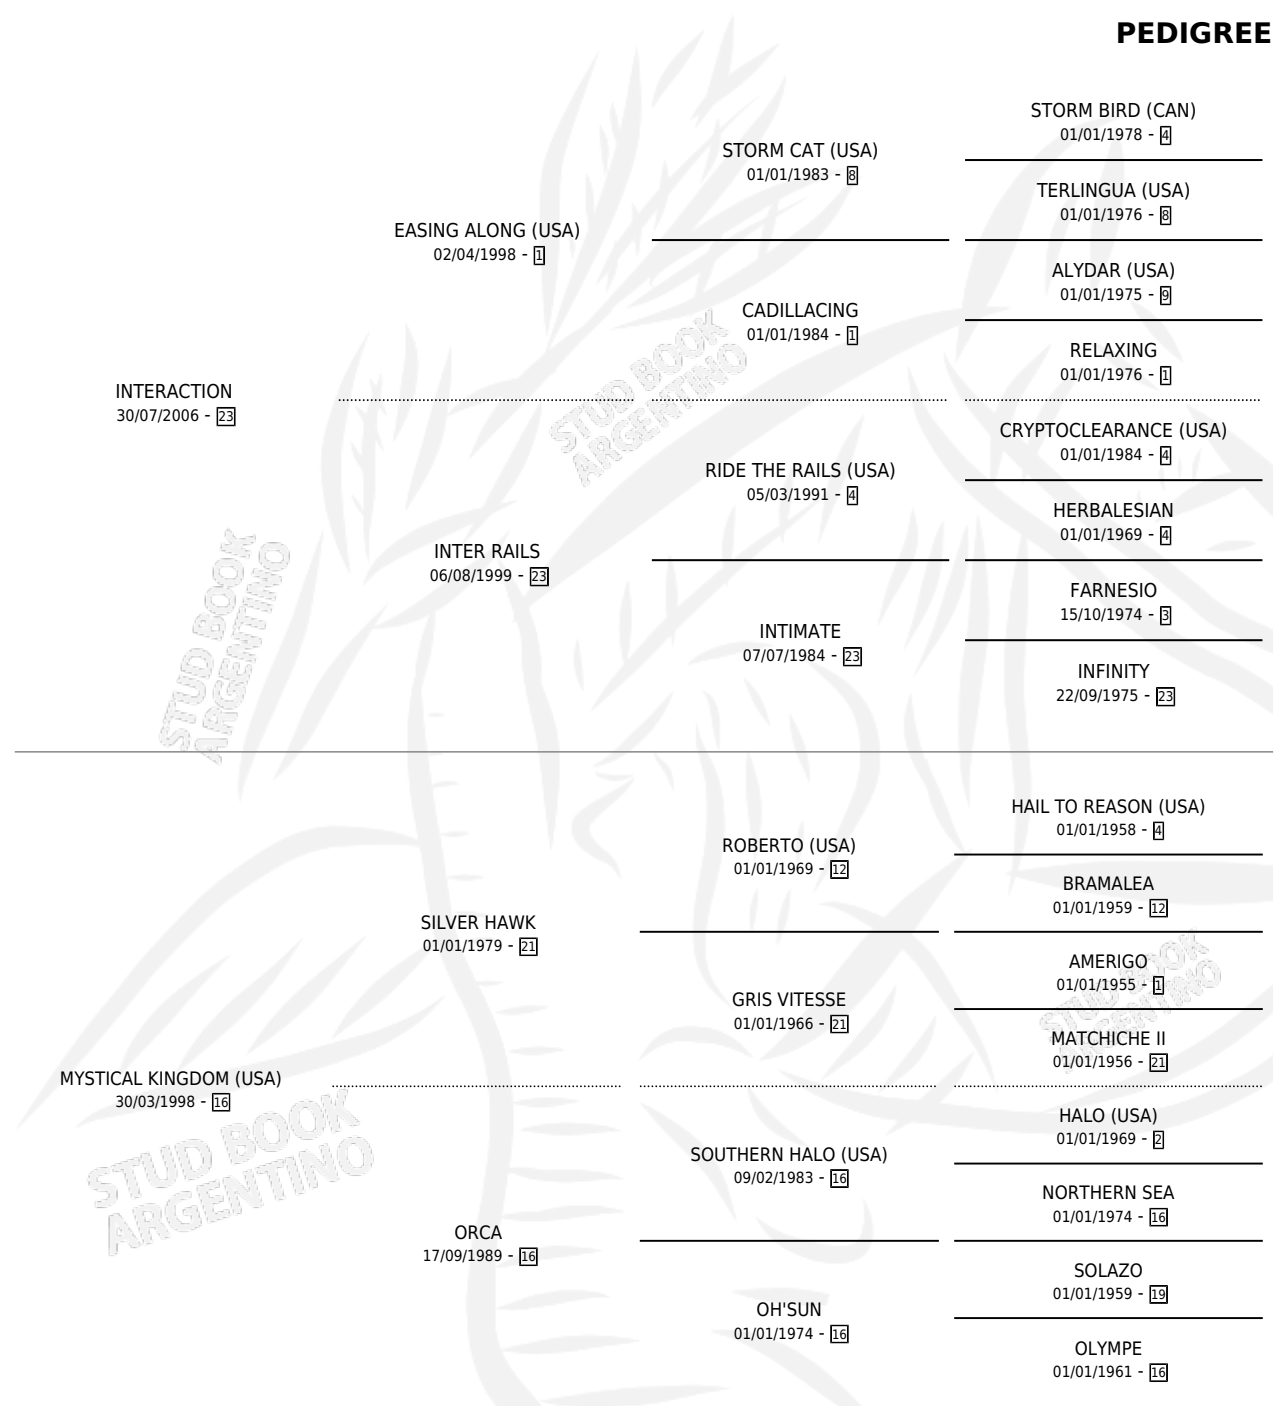 PEDIGREE
STORM BIRD (CAN)
01/01/1978 - 4
STORM CAT (USA)
01/01/1983 - 8
TERLINGUA (USA)
01/01/1976 - 8
EASING ALONG (USA)
02/04/1998 - 1
ALYDAR (USA)
01/01/1975 - 9
CADILLACING
01/01/1984 - 1
RELAXING
01/01/1976 - 1
INTERACTION
30/07/2006 - 23
CRYPTOCLEARANCE (USA)
01/01/1984 - 4
RIDE THE RAILS (USA)
05/03/1991 - 4
HERBALESIAN
01/01/1969 - 4
INTER RAILS
06/08/1999 - 23
FARNESIO
15/10/1974 - 3
INTIMATE
07/07/1984 - 23
INFINITY
22/09/1975 - 23
STUD BOOK
ARGENTINO
STUD BOOK
ARGENTINO
HAIL TO REASON (USA)
01/01/1958 - 4
ROBERTO (USA)
01/01/1969 - 12
BRAMALEA
01/01/1959 - 12
SILVER HAWK
01/01/1979 - 21
AMERIGO
01/01/1955 - 1
GRIS VITESSE
01/01/1966 - 21
MATCHICHE II
01/01/1956 - 21
MYSTICAL KINGDOM (USA)
30/03/1998 - 16
HALO (USA)
01/01/1969 - 2
SOUTHERN HALO (USA)
09/02/1983 - 16
NORTHERN SEA
01/01/1974 - 16
ORCA
17/09/1989 - 16
SOLAZO
01/01/1959 - 19
OH'SUN
01/01/1974 - 16
OLYMPE
01/01/1961 - 16
STUD BOOK
ARGENTINO
STUD BOOK
ARGENTINO